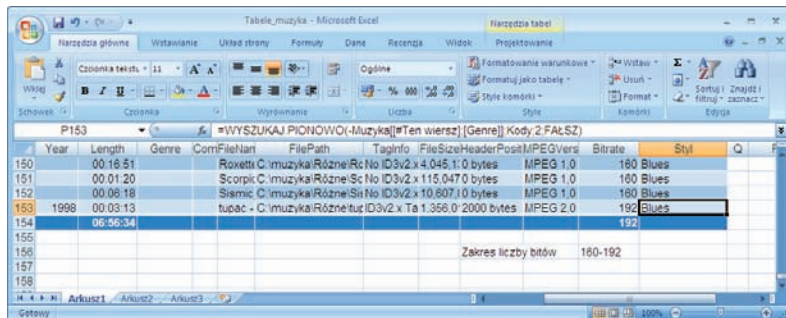 Tabele_muzyka - Microsoft Excel
Narzędzia tabel
Narzędzia główne Wstawianie Układ strony Formuły Dane Recenzja Widok Projektowanie
Wklej
Czcionka tekstu 11
Ogólne
Formatowanie warunkowe
Formatuj jako tabelę
Style komórki
Wstaw
Usuń
Format
Sortuj i filtruj
Znajdź i zaznacz
Schowek Czcionka Wyrównanie Liczba Style Komórki Edycja
P153 fx =WYSZUKAJ.PIONOWO(-Muzyka[[#Ten wiersz];[Genre]];Kody;2;FAŁSZ)
Year Length Genre Com FileNam FilePath TagInfo FileSize HeaderPosit MPEGVers Bitrate Styl Q
150 00:16:51 Roxette C:\muzyka\Różne\Ro No ID3v2.x 4,045,1 0 bytes MPEG 1,0 160 Blues
151 00:01:20 Scorpic C:\muzyka\Różne\Sc No ID3v2.x 115,047 0 bytes MPEG 1,0 160 Blues
152 00:06:18 Sismic C:\muzyka\Różne\Sis No ID3v2.x 10,607,1 0 bytes MPEG 1,0 160 Blues
153 1998 00:03:13 tupac - C:\muzyka\Różne\tup ID3v2.x Ta 1,356,0 2000 bytes MPEG 2.0 192 Blues
154 06:56:34 192
155
156 Zakres liczby bitów 160-192
157
158
Arkusz1 Arkusz2 Arkusz3
Gotowy 100%